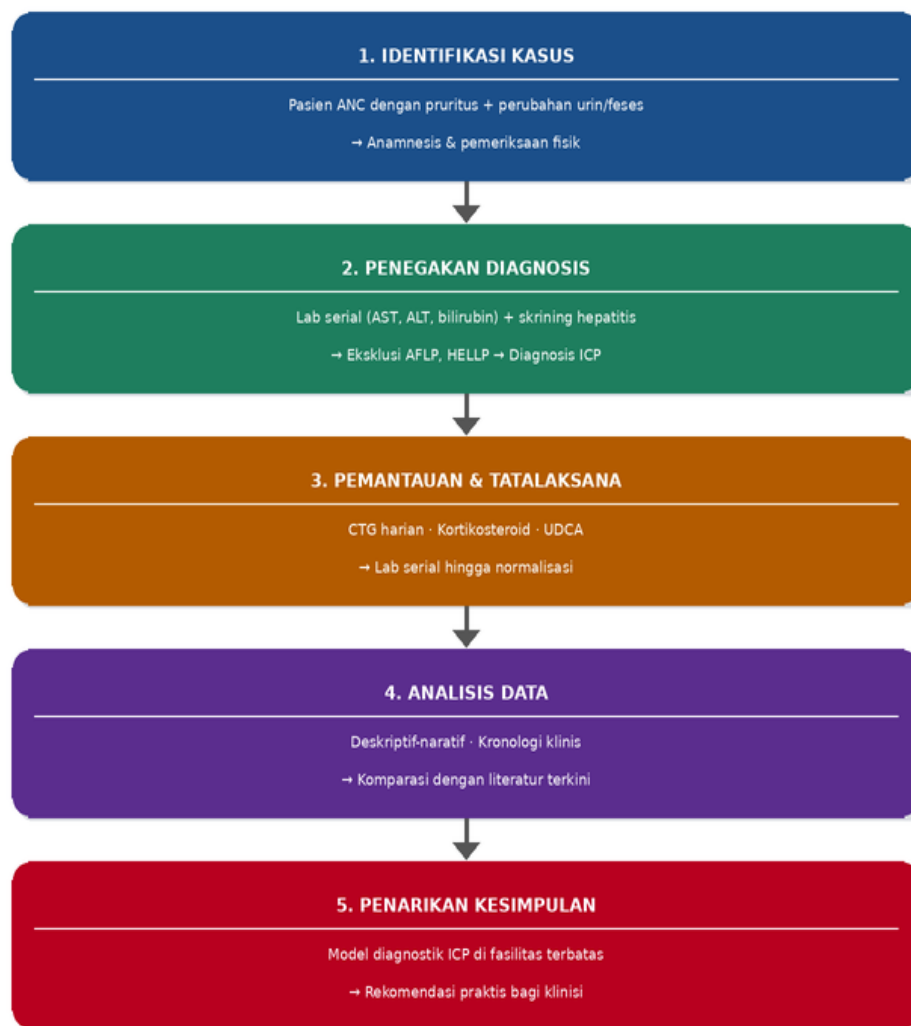 1. IDENTIFIKASI KASUS
Pasien ANC dengan pruritus + perubahan urin/feses
→ Anamnesis & pemeriksaan fisik
2. PENEGAKAN DIAGNOSIS
Lab serial (AST, ALT, bilirubin) + skrining hepatitis
→ Eksklusi AFLP, HELLP → Diagnosis ICP
3. PEMANTAUAN & TATALAKSANA
CTG harian · Kortikosteroid · UDCA
→ Lab serial hingga normalisasi
4. ANALISIS DATA
Deskriptif-naratif · Kronologi klinis
→ Komparasi dengan literatur terkini
5. PENARIKAN KESIMPULAN
Model diagnostik ICP di fasilitas terbatas
→ Rekomendasi praktis bagi klinisi